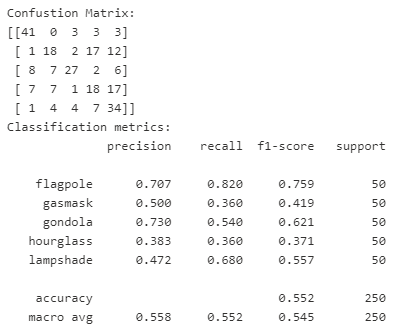 Confustion Matrix:
[[41  0  3  3  3]
 [ 1 18  2 17 12]
 [ 8  7 27  2  6]
 [ 7  7  1 18 17]
 [ 1  4  4  7 34]]
Classification metrics:
              precision    recall  f1-score   support
    flagpole      0.707     0.820     0.759        50
     gasmask      0.500     0.360     0.419        50
     gondola      0.730     0.540     0.621        50
   hourglass      0.383     0.360     0.371        50
   lampshade      0.472     0.680     0.557        50
    accuracy                          0.552       250
   macro avg      0.558     0.552     0.545       250